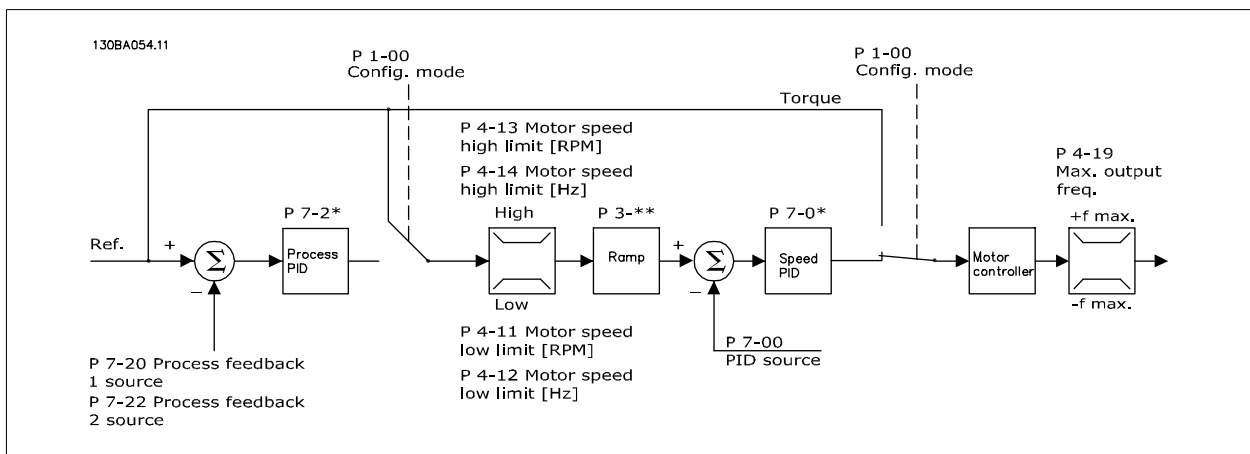 130BA054.11
P 1-00
Config. mode
P 1-00
Config. mode
Torque
P 4-13 Motor speed
high limit [RPM]
P 4-14 Motor speed
high limit [Hz]
P 4-19
Max. output
freq.
P 7-2*
High
P 3-**
P 7-0*
+f max.
Ref.
+
Σ
Process
PID
Ramp
+
Σ
Speed
PID
Motor
controller
−
Low
−
-f max.
P 7-20 Process feedback
1 source
P 7-22 Process feedback
2 source
P 4-11 Motor speed
low limit [RPM]
P 4-12 Motor speed
low limit [Hz]
P 7-00
PID source